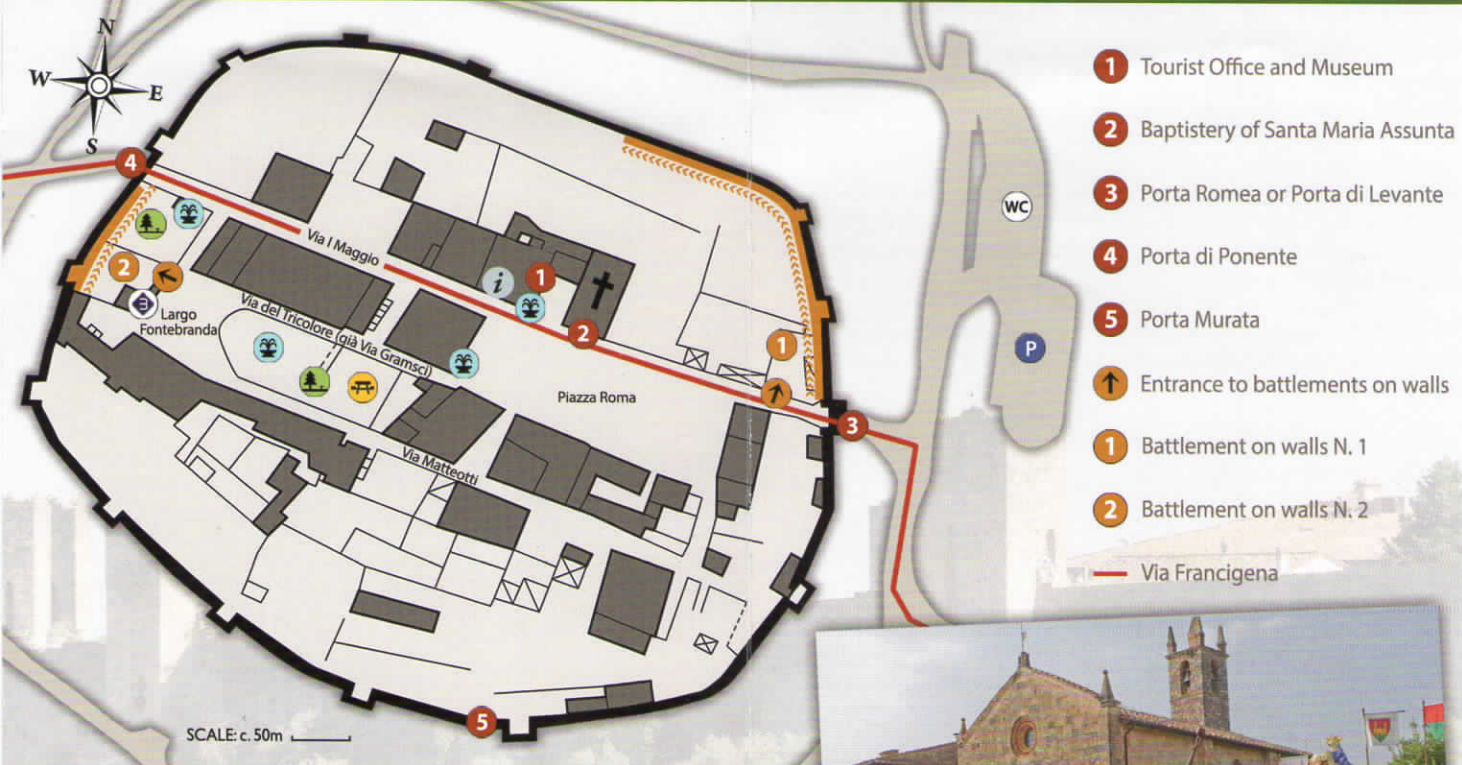 N
W
E
S
4
2
Via I Maggio
i
1
Largo
Fontebranda
Via del Tricolore (già Via Gramsci)
2
1
Piazza Roma
3
Via Matteotti
5
SCALE: c. 50m
WC
P
1 Tourist Office and Museum
2 Baptistery of Santa Maria Assunta
3 Porta Romea or Porta di Levante
4 Porta di Ponente
5 Porta Murata
Entrance to battlements on walls
1 Battlement on walls N. 1
2 Battlement on walls N. 2
Via Francigena